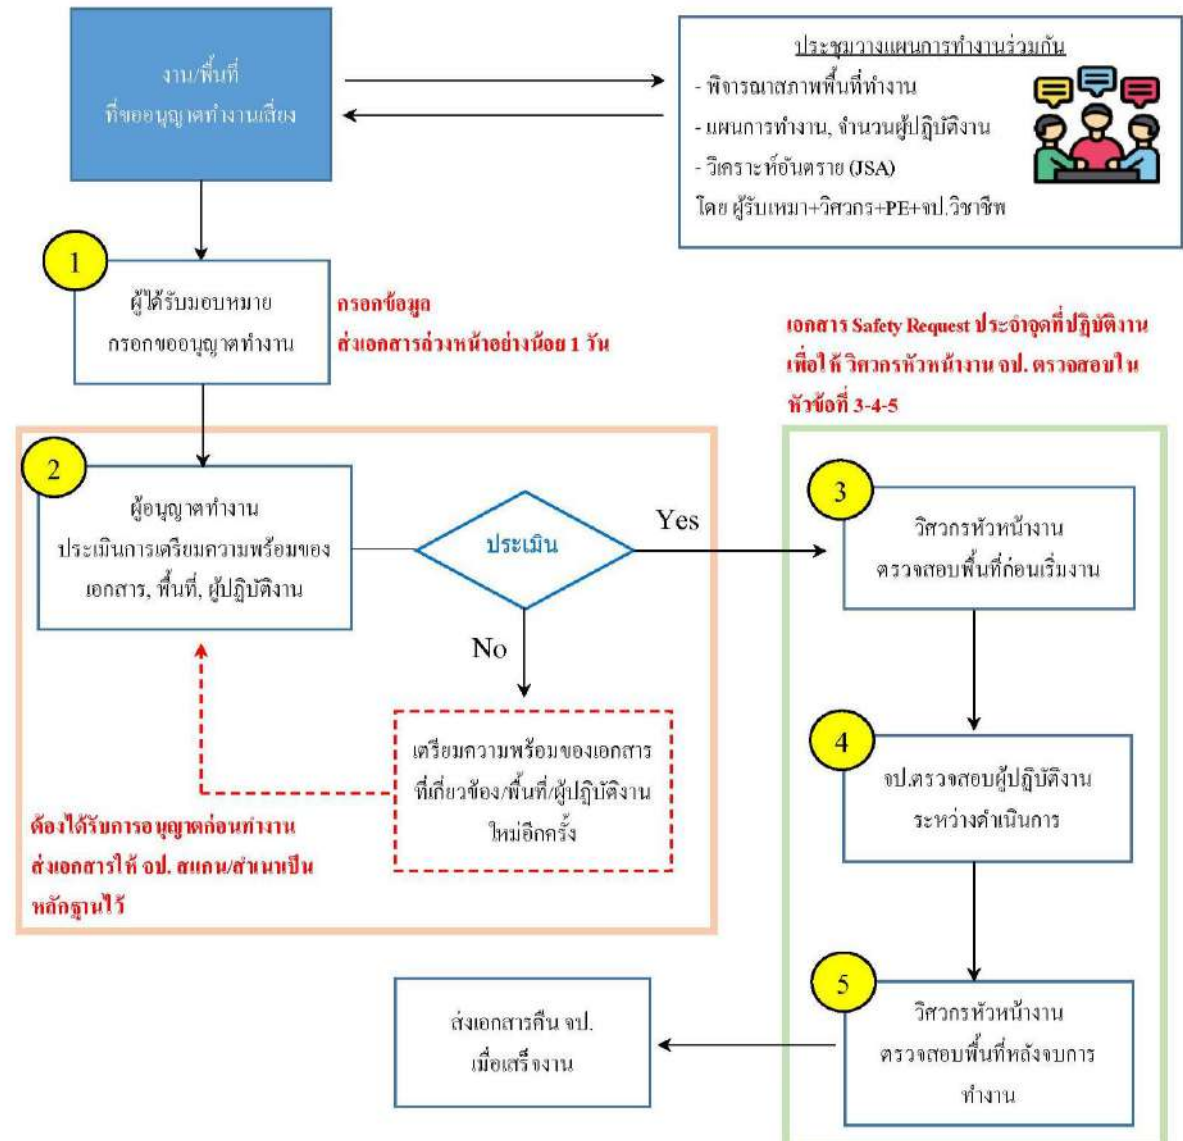 งาน/พื้นที่
ที่ขออนุญาตทำงานเสี่ยง
ประชุมวางแผนการทำงานร่วมกัน
- พิจารณาสภาพพื้นที่ทำงาน
- แผนการทำงาน, จำนวนผู้ปฏิบัติงาน
- วิเคราะห์อันตราย (JSA)
โดย ผู้รับเหมา+วิศวกร+PE+จป.วิชาชีพ
1
ผู้ได้รับมอบหมาย
กรอกขออนุญาตทำงาน
กรอกข้อมูล
ส่งเอกสารล่วงหน้าอย่างน้อย 1 วัน
เอกสาร Safety Request ประจำจุดที่ปฏิบัติงาน
เพื่อให้ วิศวกรหัวหน้างาน จป. ตรวจสอบใน
หัวข้อที่ 3-4-5
2
ผู้อนุญาตทำงาน
ประเมินการเตรียมความพร้อมของ
เอกสาร, พื้นที่, ผู้ปฏิบัติงาน
ประเมิน
Yes
No
เตรียมความพร้อมของเอกสาร
ที่เกี่ยวข้อง/พื้นที่/ผู้ปฏิบัติงาน
ใหม่อีกครั้ง
ต้องได้รับการอนุญาตก่อนทำงาน
ส่งเอกสารให้ จป. สแกน/สำเนาเป็น
หลักฐานไว้
3
วิศวกรหัวหน้างาน
ตรวจสอบพื้นที่ก่อนเริ่มงาน
4
จป.ตรวจสอบผู้ปฏิบัติงาน
ระหว่างดำเนินการ
5
วิศวกรหัวหน้างาน
ตรวจสอบพื้นที่หลังจบการ
ทำงาน
ส่งเอกสารคืน จป.
เมื่อเสร็จงาน